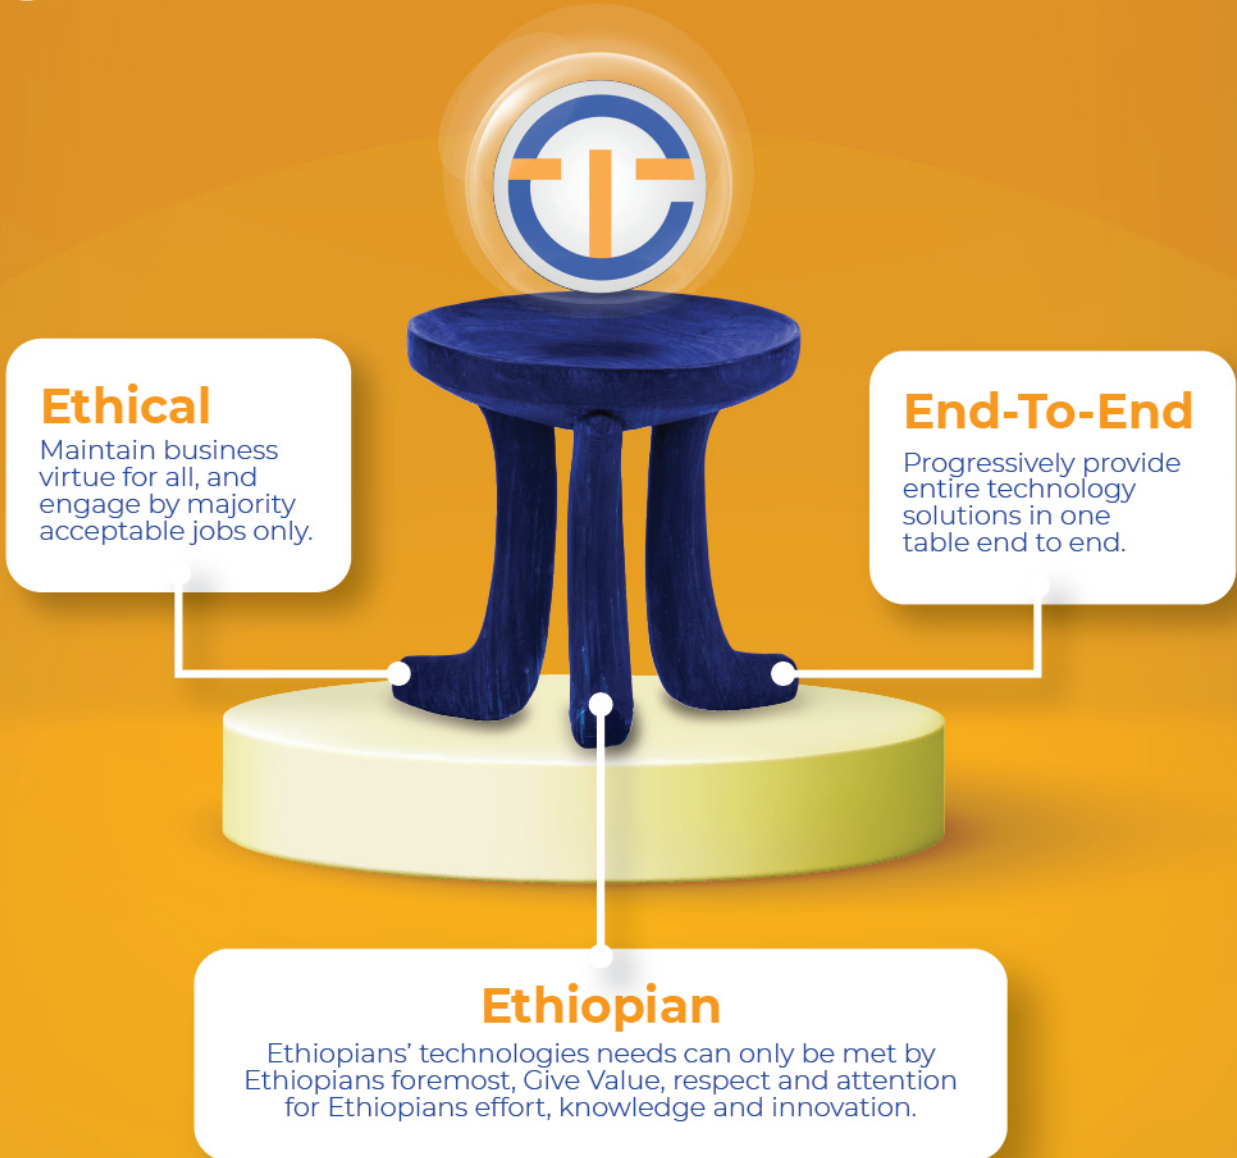 Ethical
Maintain business
virtue for all, and
engage by majority
acceptable jobs only.
End-To-End
Progressively provide
entire technology
solutions in one
table end to end.
Ethiopian
Ethiopians’ technologies needs can only be met by
Ethiopians foremost, Give Value, respect and attention
for Ethiopians effort, knowledge and innovation.